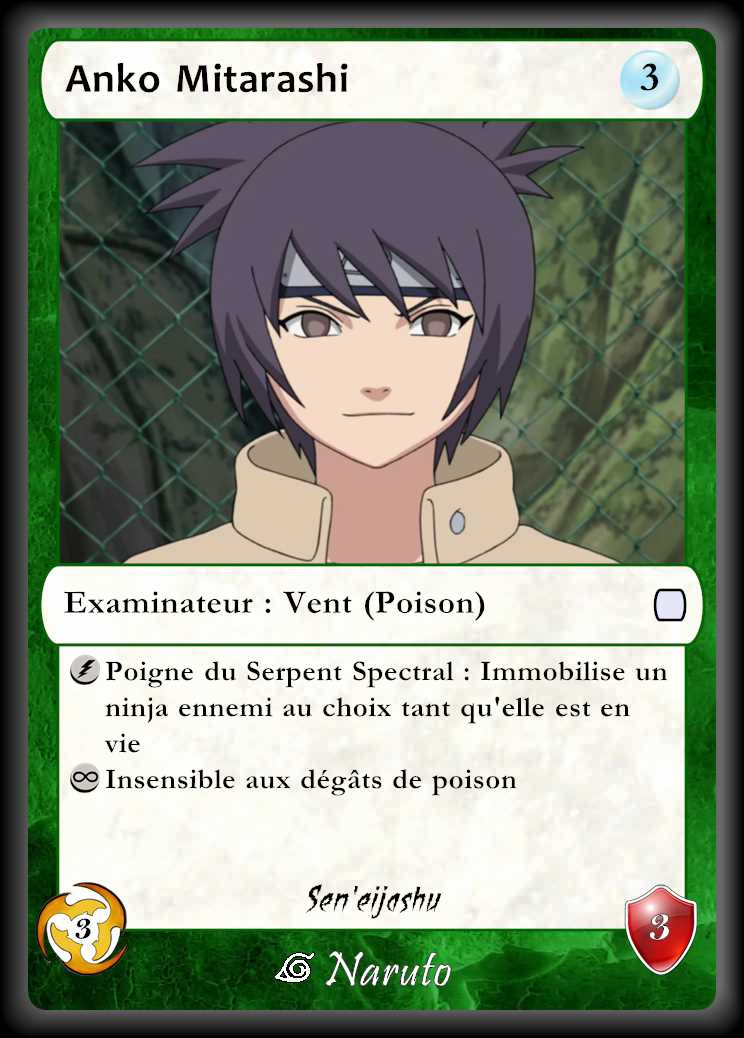 Anko Mitarashi
3
Examinateur : Vent (Poison)
Poigne du Serpent Spectral : Immobilise un
ninja ennemi au choix tant qu'elle est en
vie
Insensible aux dégâts de poison
Sen'eijashu
3
3
Naruto